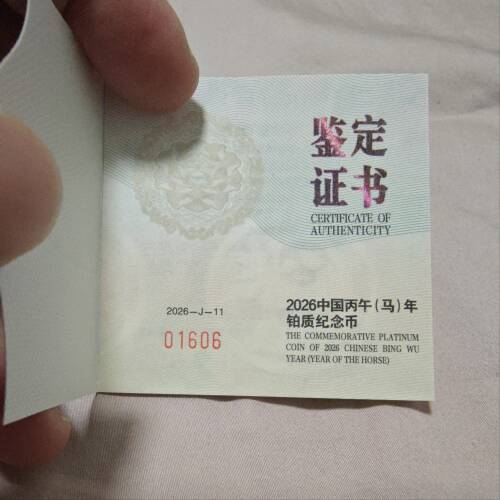 鉴定
证书
CERTIFICATE OF
AUTHENTICITY
2026-J-11
01606
2026中国丙午(马)年
铂质纪念币
THE COMMEMORATIVE PLATINUM
COIN OF 2026 CHINESE BING WU
YEAR (YEAR OF THE HORSE)